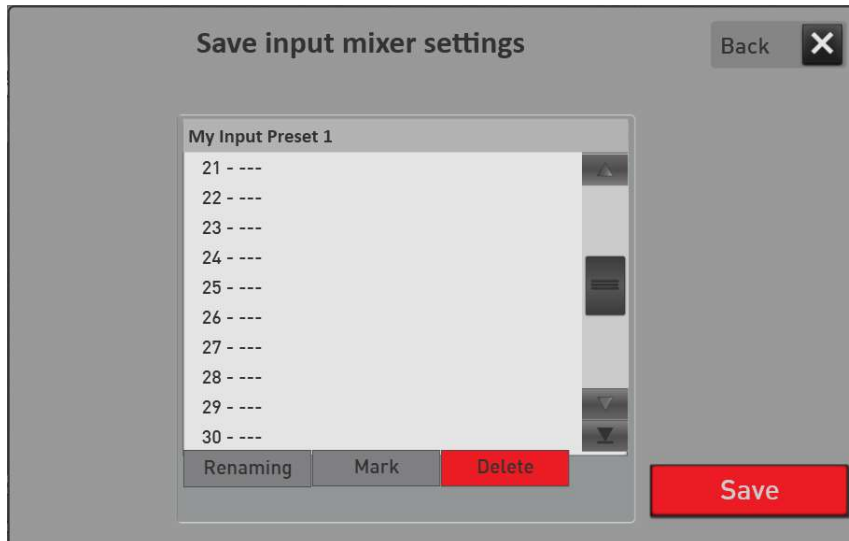 Save input mixer settings
Back
My Input Preset 1
21 - ---
22 - ---
23 - ---
24 - ---
25 - ---
26 - ---
27 - ---
28 - ---
29 - ---
30 - ---
Renaming Mark Delete
Save